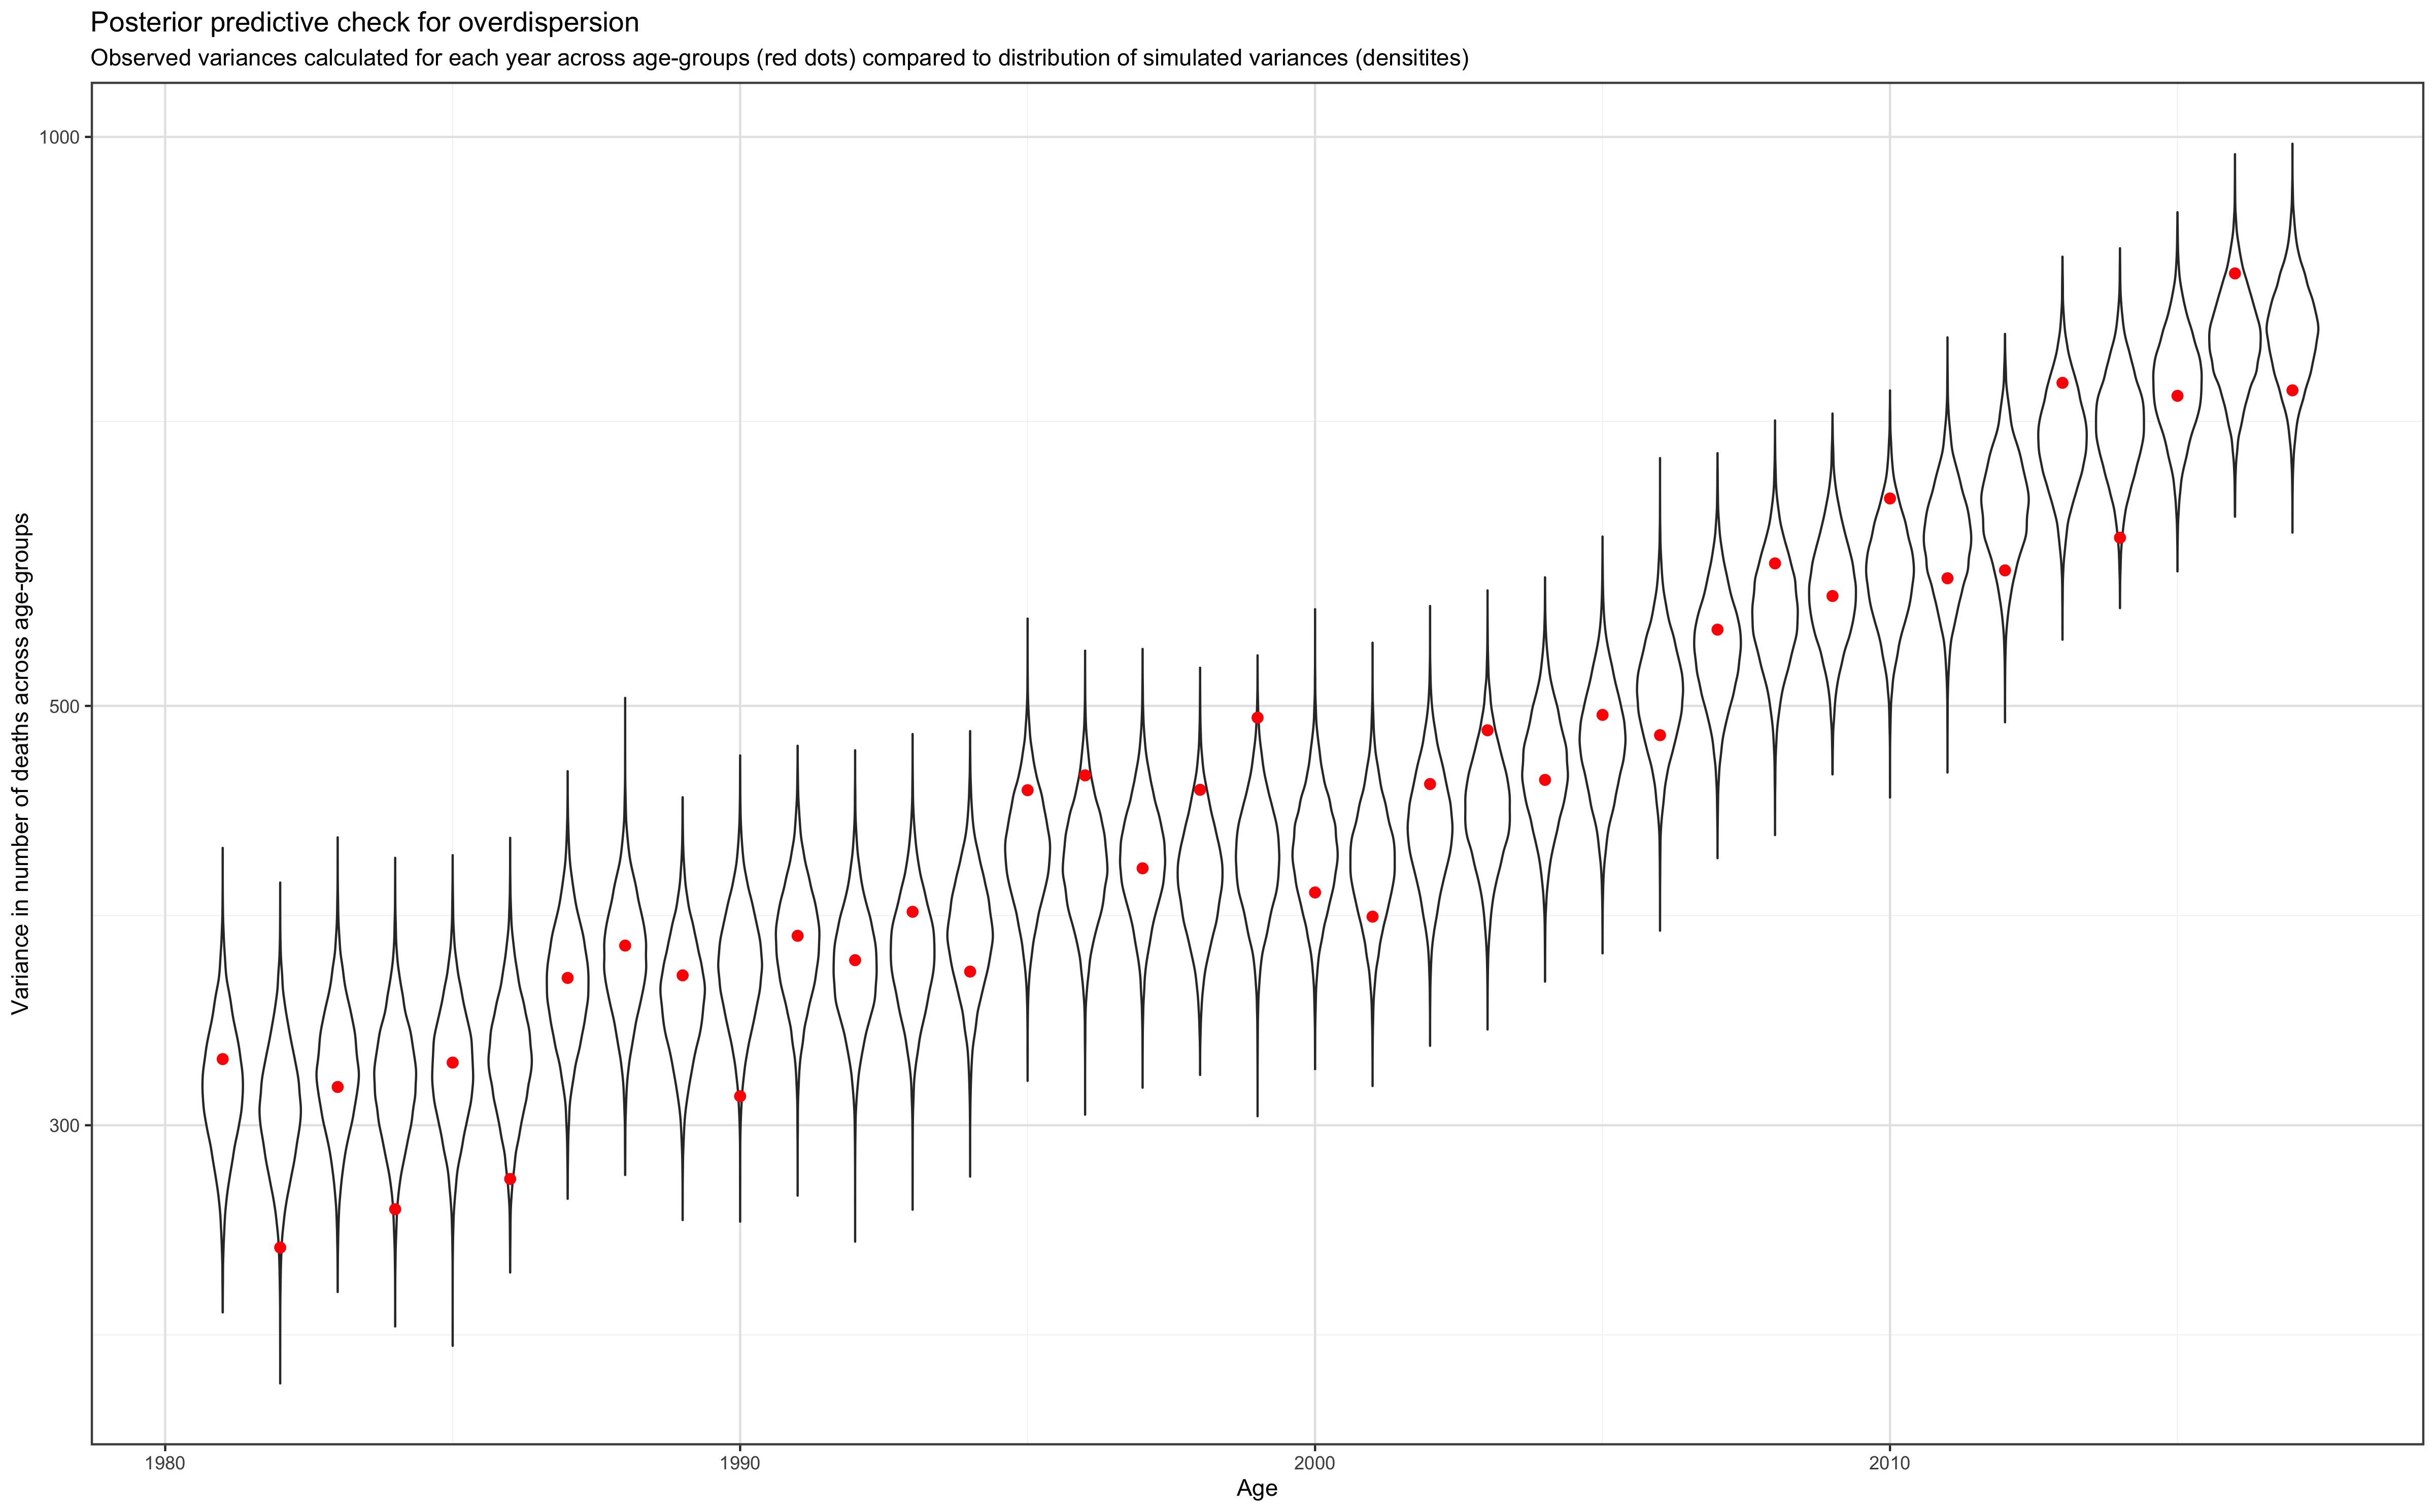 Posterior predictive check for overdispersion
Observed variances calculated for each year across age-groups (red dots) compared to distribution of simulated variances (densitites)
Variance in number of deaths across age-groups
1000
500
300
1980
1990
2000
2010
Age